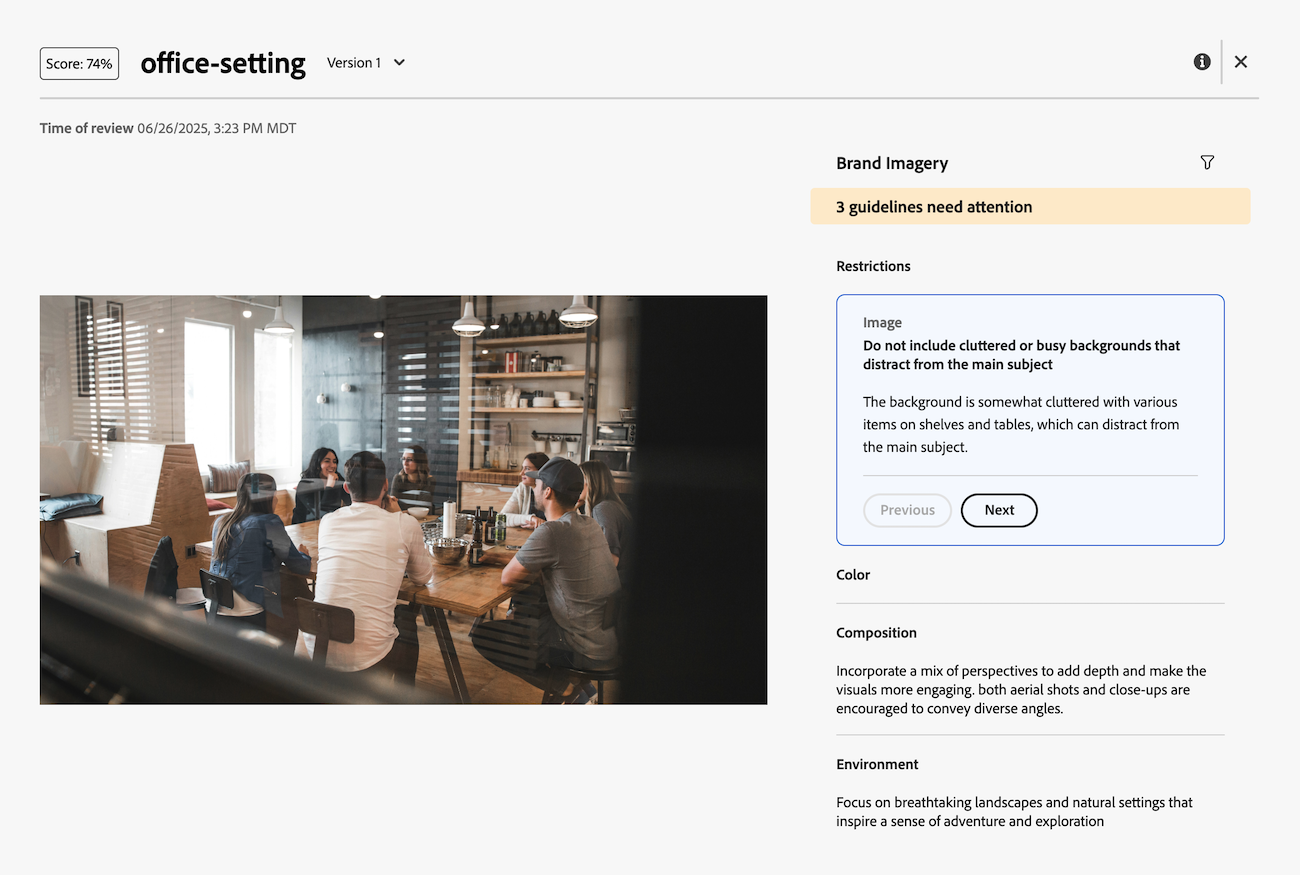 Score: 74%
office-setting
Version 1
Time of review 06/26/2025, 3:23 PM MDT
Brand Imagery
3 guidelines need attention
Restrictions
Image
Do not include cluttered or busy backgrounds that
distract from the main subject
The background is somewhat cluttered with various
items on shelves and tables, which can distract from
the main subject.
Previous
Next
Color
Composition
Incorporate a mix of perspectives to add depth and make the
visuals more engaging. both aerial shots and close-ups are
encouraged to convey diverse angles.
Environment
Focus on breathtaking landscapes and natural settings that
inspire a sense of adventure and exploration